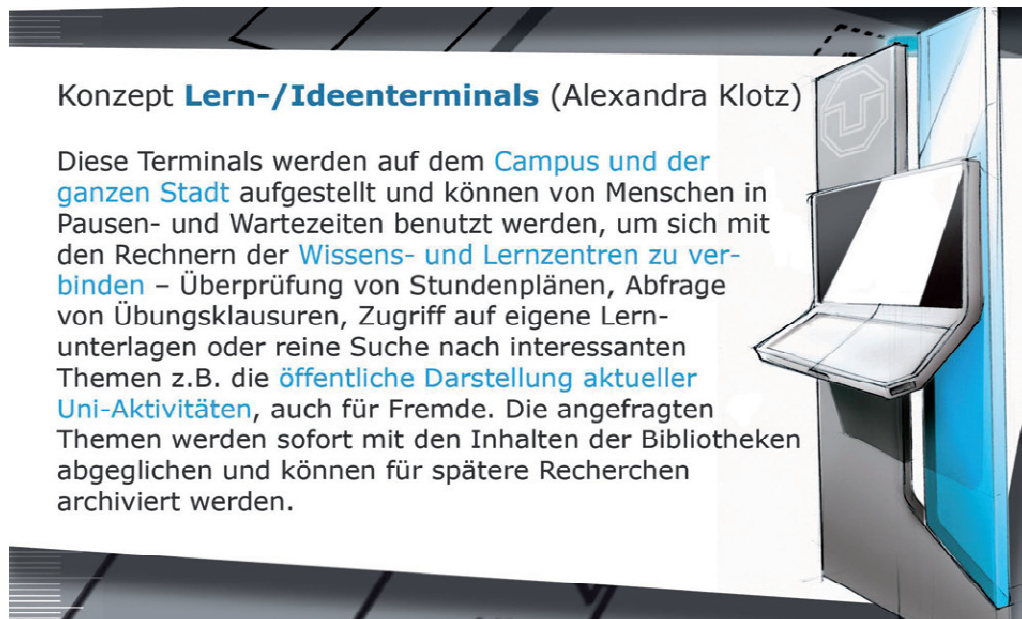 Konzept Lern-/Ideenterminals (Alexandra Klotz)
Diese Terminals werden auf dem Campus und der
ganzen Stadt aufgestellt und können von Menschen in
Pausen- und Wartezeiten benutzt werden, um sich mit
den Rechnern der Wissens- und Lernzentren zu ver-
binden – Überprüfung von Stundenplänen, Abfrage
von Übungsklausuren, Zugriff auf eigene Lern-
unterlagen oder reine Suche nach interessanten
Themen z.B. die öffentliche Darstellung aktueller
Uni-Aktivitäten, auch für Fremde. Die angefragten
Themen werden sofort mit den Inhalten der Bibliotheken
abgeglichen und können für spätere Recherchen
archiviert werden.